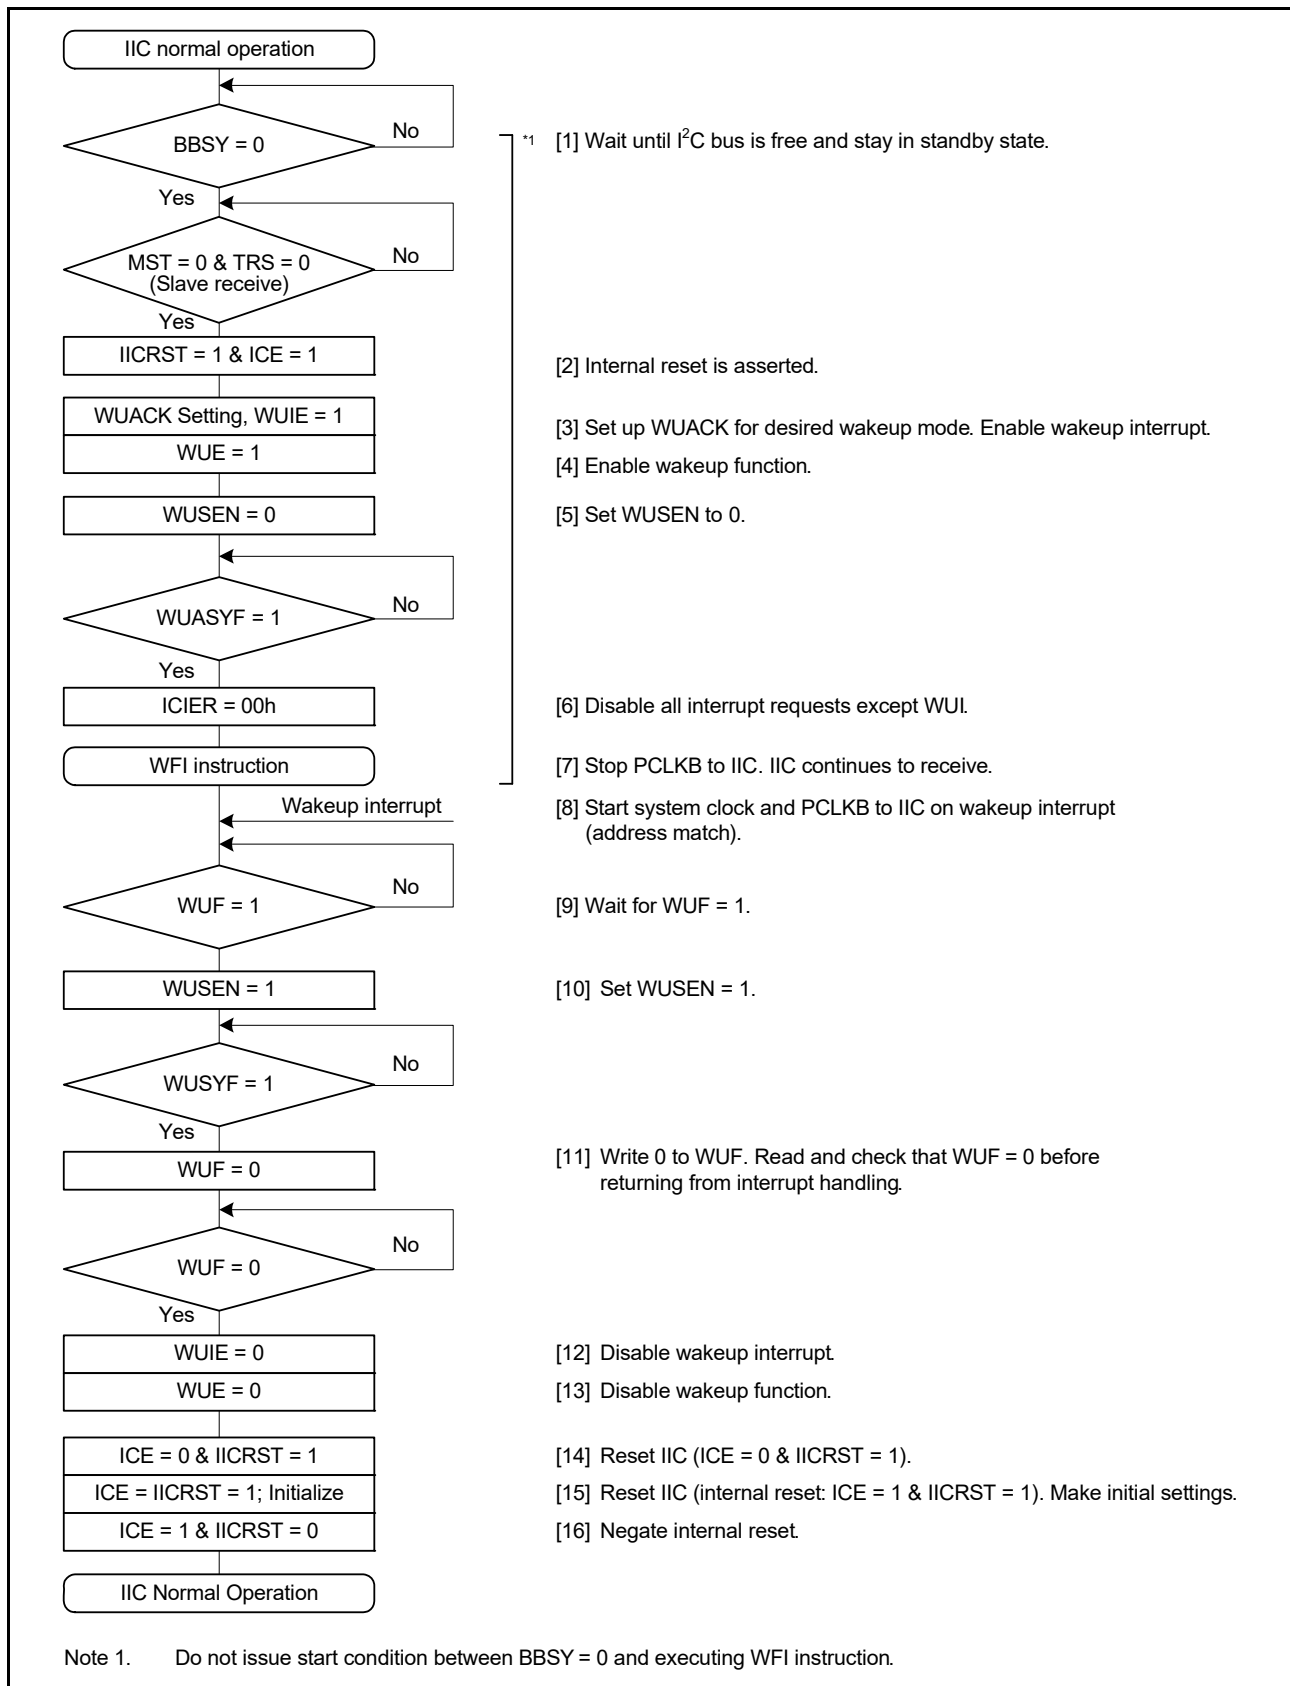 IIC normal operation
BBSY = 0
No
*1 [1] Wait until I²C bus is free and stay in standby state.
Yes
MST = 0 & TRS = 0
(Slave receive)
No
Yes
IICRST = 1 & ICE = 1
[2] Internal reset is asserted.
WUACK Setting, WUIE = 1
[3] Set up WUACK for desired wakeup mode. Enable wakeup interrupt.
WUE = 1
[4] Enable wakeup function.
WUSEN = 0
[5] Set WUSEN to 0.
WUASYF = 1
No
Yes
ICIER = 00h
[6] Disable all interrupt requests except WUI.
WFI instruction
[7] Stop PCLKB to IIC. IIC continues to receive.
Wakeup interrupt
[8] Start system clock and PCLKB to IIC on wakeup interrupt
(address match).
WUF = 1
No
[9] Wait for WUF = 1.
WUSEN = 1
[10] Set WUSEN = 1.
WUSYF = 1
No
Yes
WUF = 0
[11] Write 0 to WUF. Read and check that WUF = 0 before
returning from interrupt handling.
WUF = 0
No
Yes
WUIE = 0
[12] Disable wakeup interrupt.
WUE = 0
[13] Disable wakeup function.
ICE = 0 & IICRST = 1
[14] Reset IIC (ICE = 0 & IICRST = 1).
ICE = IICRST = 1; Initialize
[15] Reset IIC (internal reset: ICE = 1 & IICRST = 1). Make initial settings.
ICE = 1 & IICRST = 0
[16] Negate internal reset.
IIC Normal Operation
Note 1. Do not issue start condition between BBSY = 0 and executing WFI instruction.